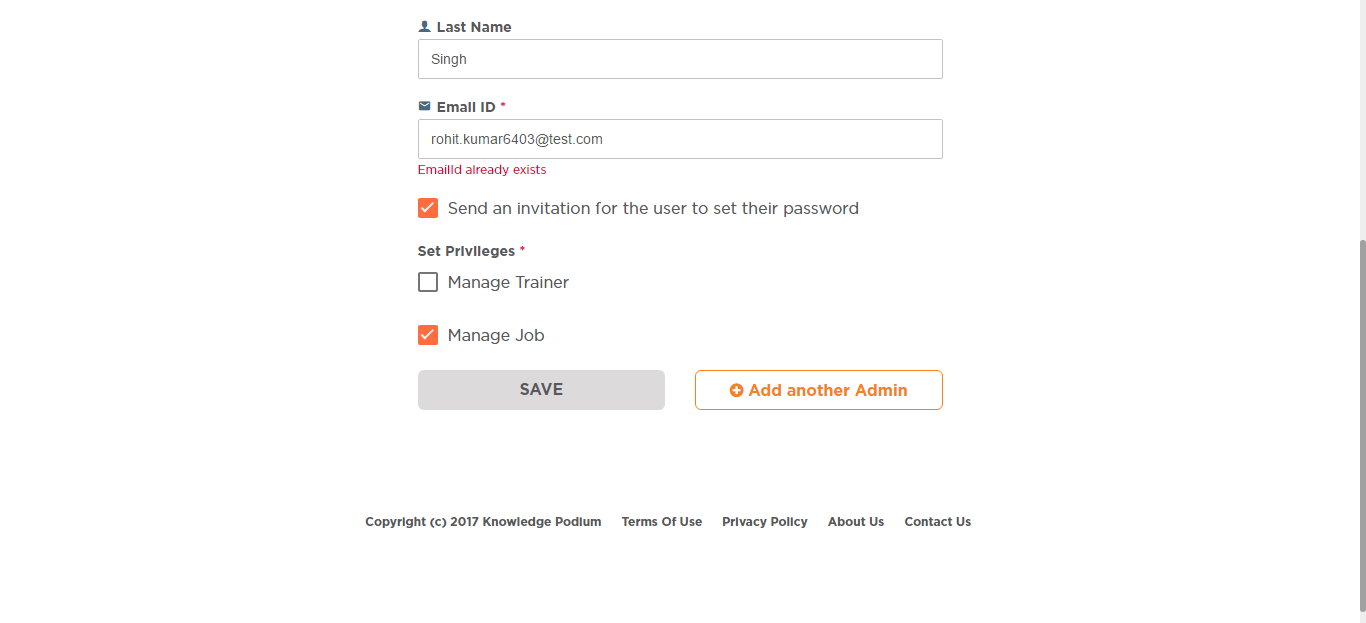 Last Name
Singh
Email ID *
rohit.kumar6403@test.com
EmailId already exists
Send an invitation for the user to set their password
Set Privileges *
Manage Trainer
Manage Job
SAVE
Add another Admin
Copyright (c) 2017 Knowledge Podium Terms Of Use Privacy Policy About Us Contact Us